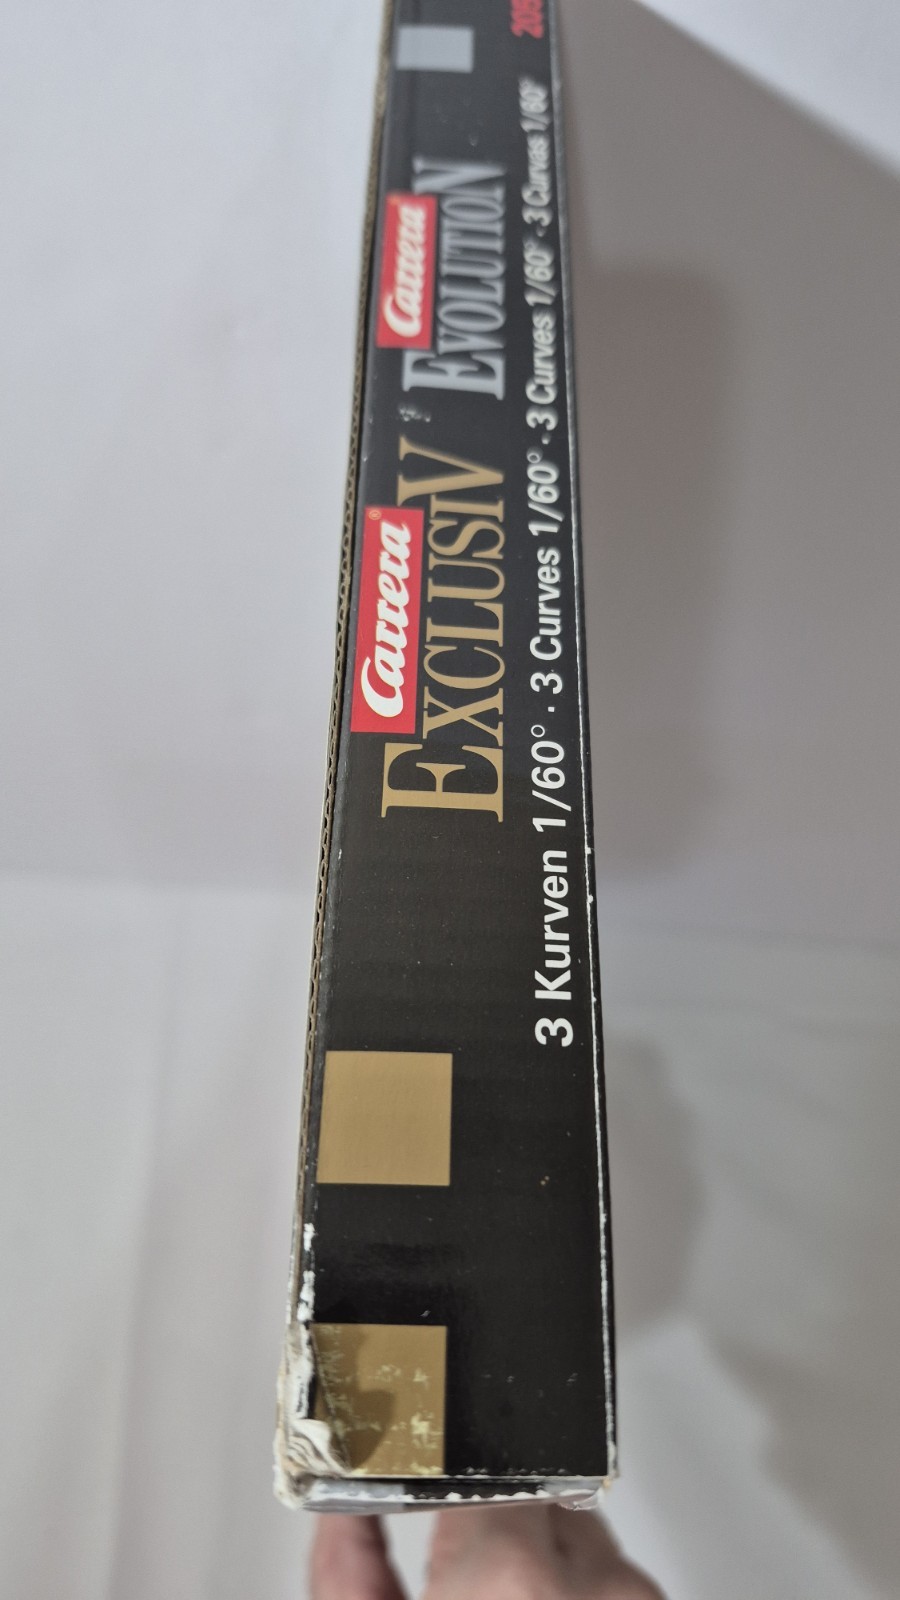 Carrera®
EXCLUSIV
Carrera
EVOLUTION
3 Kurven 1/60° · 3 Curves 1/60° · 3 Curves 1/60° · 3 Curvas 1/60°